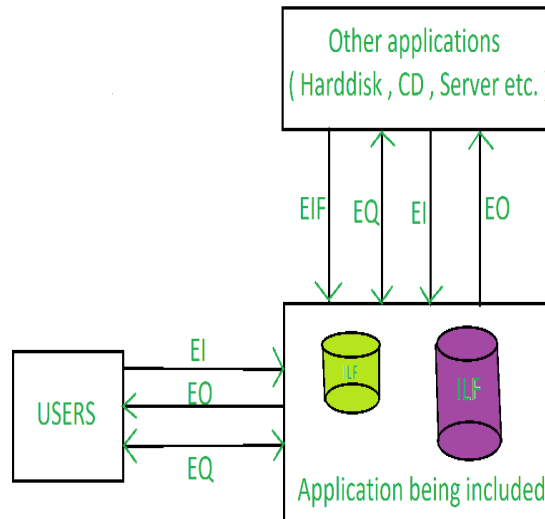 Other applications
( Harddisk , CD , Server etc. )
EIF
EQ
EI
EO
EI
EO
EQ
USERS
ILF
ILF
Application being included